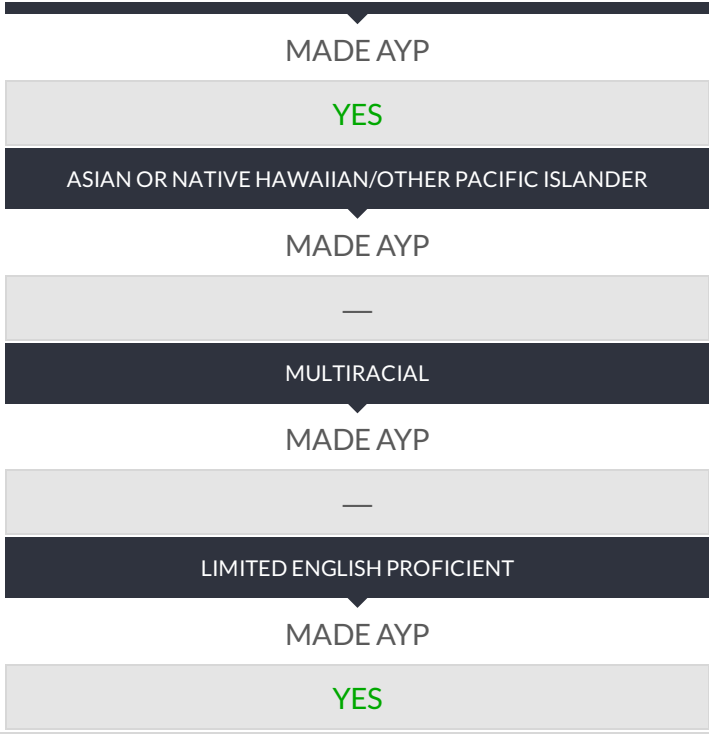 MADE AYP
YES
ASIAN OR NATIVE HAWAIIAN/OTHER PACIFIC ISLANDER
MADE AYP
—
MULTIRACIAL
MADE AYP
—
LIMITED ENGLISH PROFICIENT
MADE AYP
YES